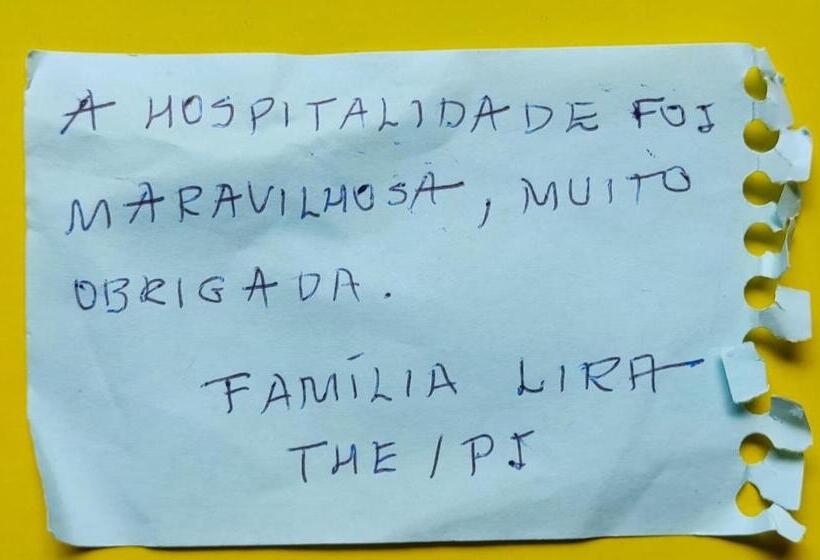 A HOSPITALIDADE FOI
MARAVILHOSA, MUITO
OBRIGADA.
FAMÍLIA LIRA
THE/PI